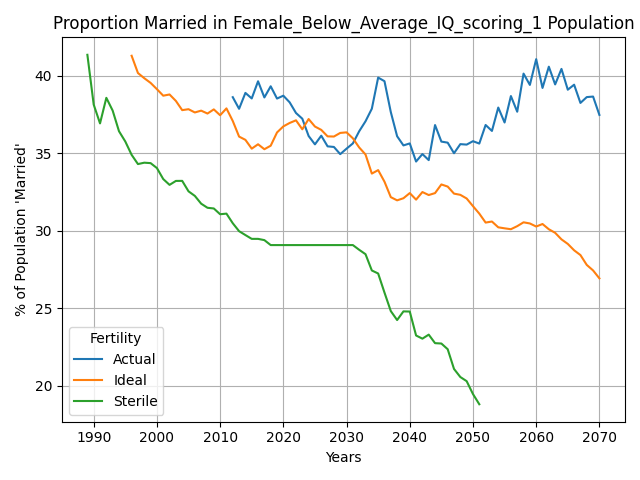 Proportion Married in Female_Below_Average_IQ_scoring_1 Population
% of Population 'Married'
40
35
30
25
20
Fertility
Actual
Ideal
Sterile
1990 2000 2010 2020 2030 2040 2050 2060 2070
Years